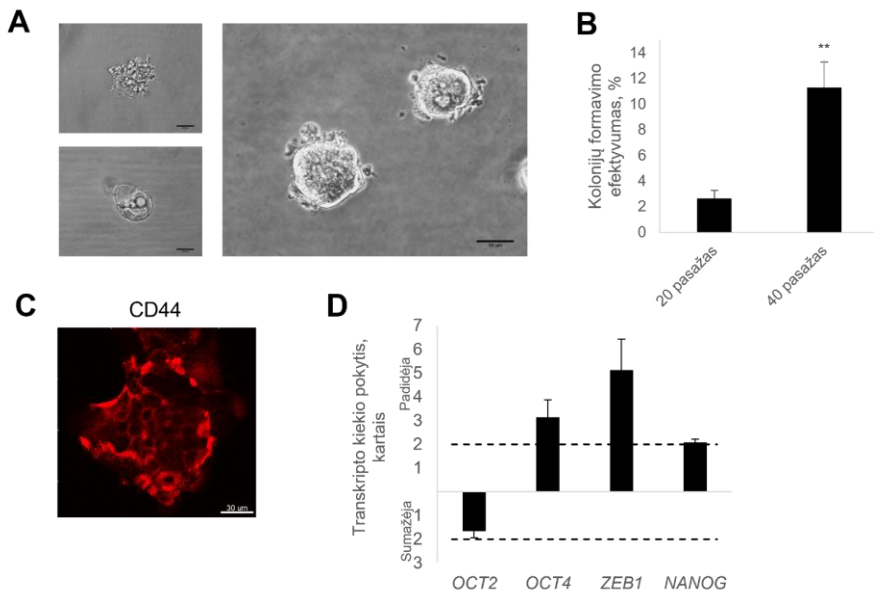 A
B
Kolonijų formavimo
efektyvumas, %
14
12
10
8
6
4
2
0
**
20 pasažas
40 pasažas
C
CD44
30 um
D
Transkripto kiekio pokytis,
kartais
Padidėja
Sumažėja
7
6
5
4
3
2
1
1
2
3
OCT2
OCT4
ZEB1
NANOG